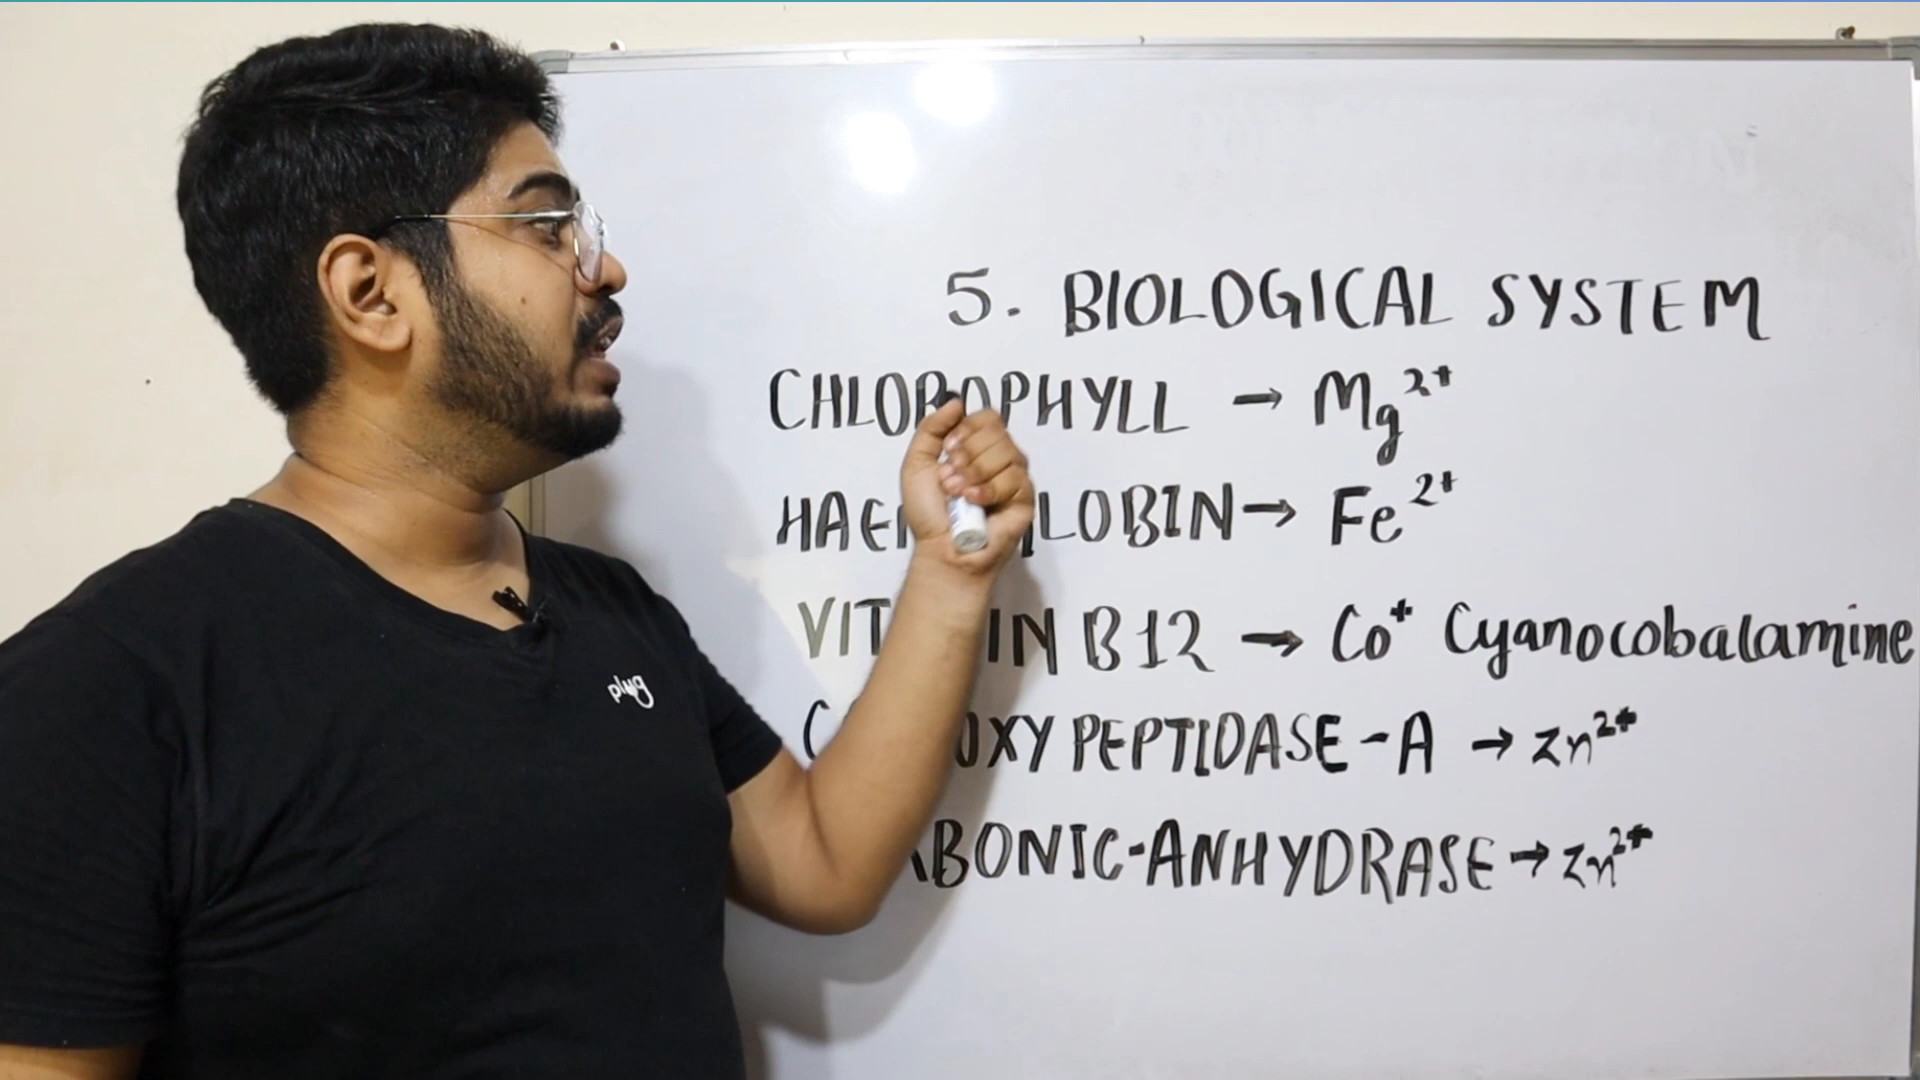 5. BIOLOGICAL SYSTEM
CHLOROPHYLL → Mg²⁺
HAE LOBIN → Fe²⁺
VIT IN B12 → Co⁺ Cyanocobalamine
C OXY PEPTIDASE-A → Zn²⁺
BONIC-ANHYDRASE → Zn²⁺
plug